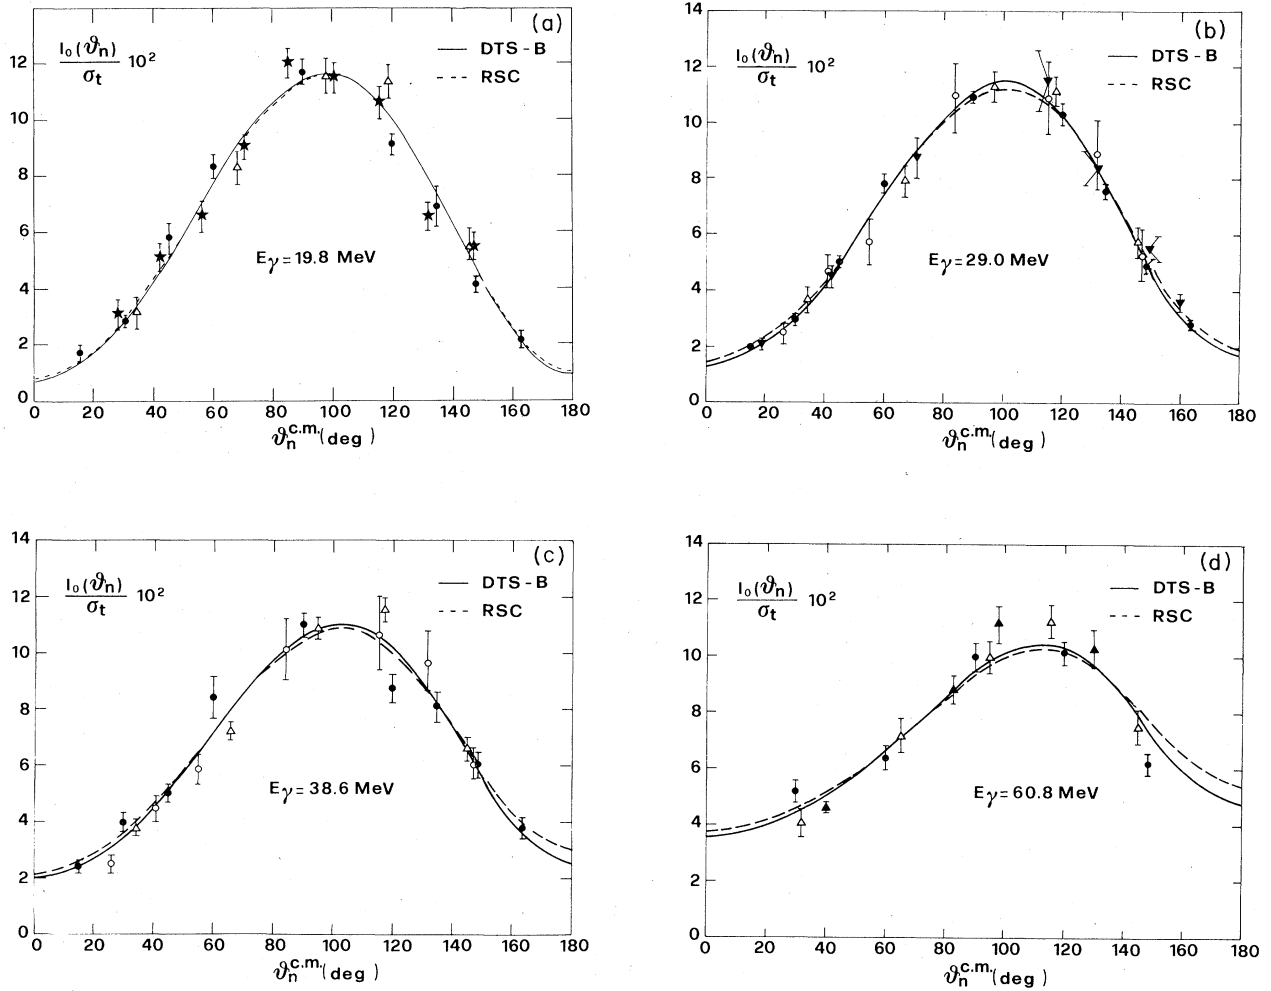 (a)
I₀(ϑn)
σt
10²
DTS-B
RSC
12
10
8
6
4
2
0
Eγ=19.8 MeV
0 20 40 60 80 100 120 140 160 180
ϑn c.m. (deg)
14
(b)
I₀(ϑn)
σt
10²
DTS-B
RSC
12
10
8
6
4
2
0
Eγ=29.0 MeV
0 20 40 60 80 100 120 140 160 180
ϑn c.m. (deg)
14
(c)
I₀(ϑn)
σt
10²
DTS-B
RSC
12
10
8
6
4
2
0
Eγ=38.6 MeV
0 20 40 60 80 100 120 140 160 180
ϑn c.m. (deg)
14
(d)
I₀(ϑn)
σt
10²
DTS-B
RSC
12
10
8
6
4
2
0
Eγ=60.8 MeV
0 20 40 60 80 100 120 140 160 180
ϑn c.m. (deg)